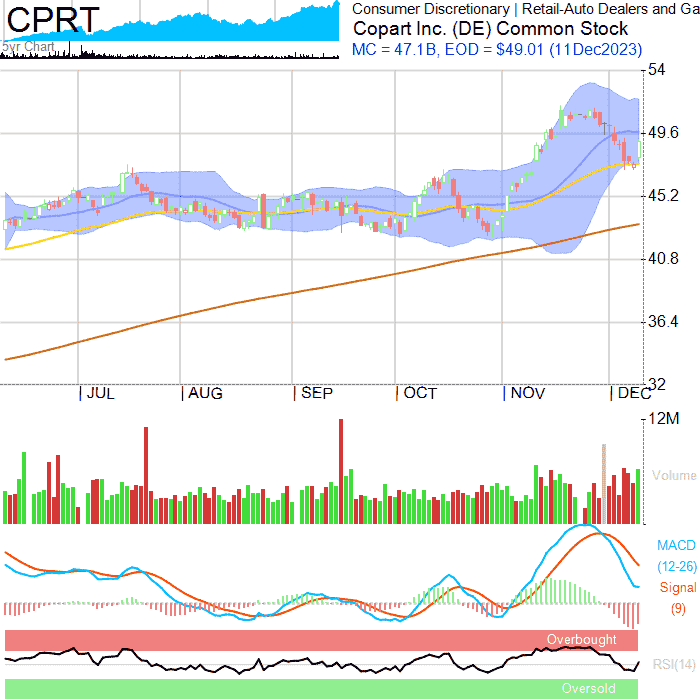 CPRT
5yr Chart
Consumer Discretionary | Retail-Auto Dealers and Ga
Copart Inc. (DE) Common Stock
MC = 47.1B, EOD = $49.01 (11Dec2023)
54
49.6
45.2
40.8
36.4
32
JUL AUG SEP OCT NOV DEC
12M
Volume
MACD
(12-26)
Signal
(9)
Overbought
RSI(14)
Oversold